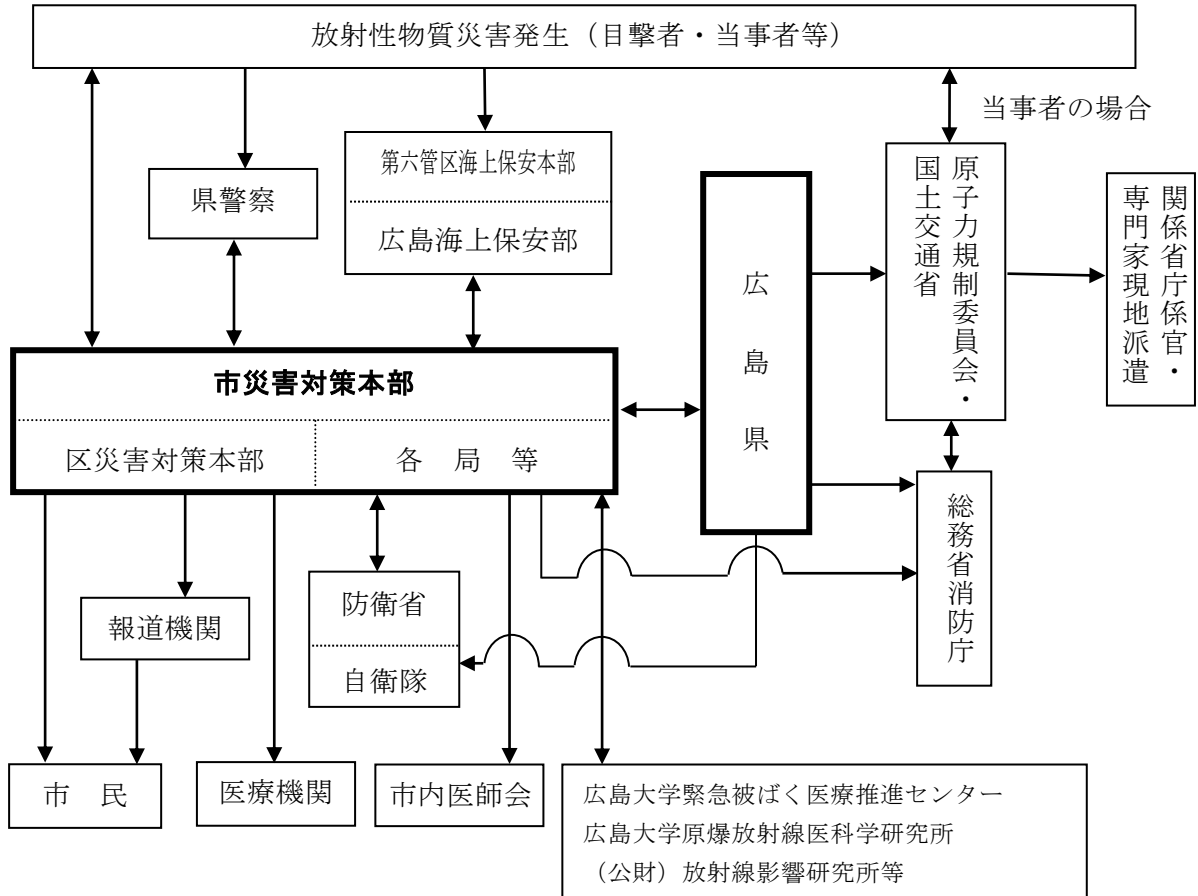 放射性物質災害発生（目撃者・当事者等）
当事者の場合
県警察
第六管区海上保安本部
広島海上保安部
広島県
原子力規制委員会・
国土交通省
関係省庁係官・
専門家現地派遣
市災害対策本部
区災害対策本部
各局等
総務省消防庁
報道機関
防衛省
自衛隊
市民
医療機関
市内医師会
広島大学緊急被ばく医療推進センター
広島大学原爆放射線医科学研究所
（公財）放射線影響研究所等